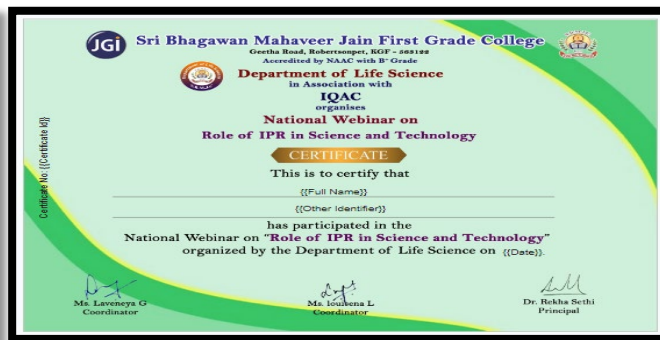 JGI
Sri Bhagawan Mahaveer Jain First Grade College
Geetha Road, Robertsonpet, KGF - 563122
Accredited by NAAC with B+ Grade
Department of Life Science
in Association with
IQAC
organises
National Webinar on
Role of IPR in Science and Technology
CERTIFICATE
This is to certify that
{{Full Name}}
{{Other Identifier}}
has participated in the
National Webinar on "Role of IPR in Science and Technology"
organized by the Department of Life Science on {{Date}}.
Certificate No: {{Certificate Id}}
Ms. Laveneya G
Coordinator
Ms. louisena L
Coordinator
Dr. Rekha Sethi
Principal